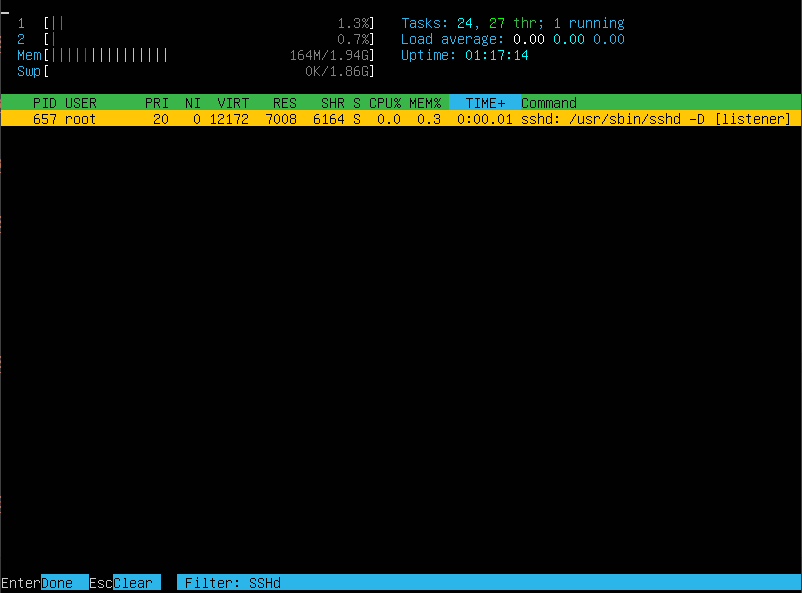 1 [|| 1.3%] Tasks: 24, 27 thr; 1 running
2 [| 0.7%] Load average: 0.00 0.00 0.00
Mem[||||||||||||||| 164M/1.94G] Uptime: 01:17:14
Swp[ 0K/1.86G]
PID USER PRI NI VIRT RES SHR S CPU% MEM% TIME+ Command
657 root 20 0 12172 7008 6164 S 0.0 0.3 0:00.01 sshd: /usr/sbin/sshd -D [listener]
EnterDone EscClear Filter: SSHd